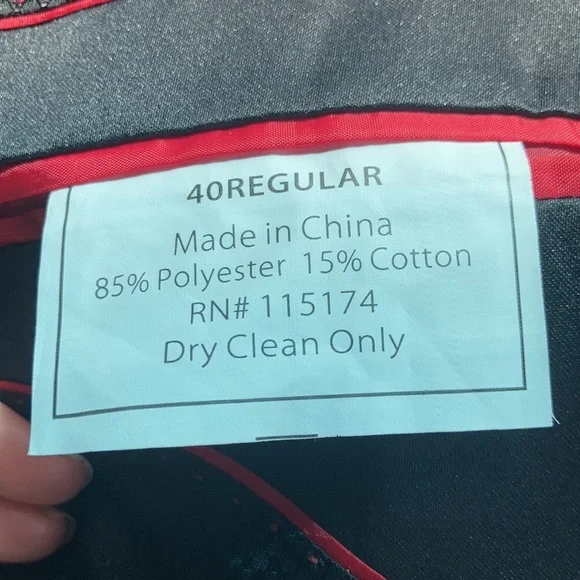 40REGULAR
Made in China
85% Polyester 15% Cotton
RN# 115174
Dry Clean Only